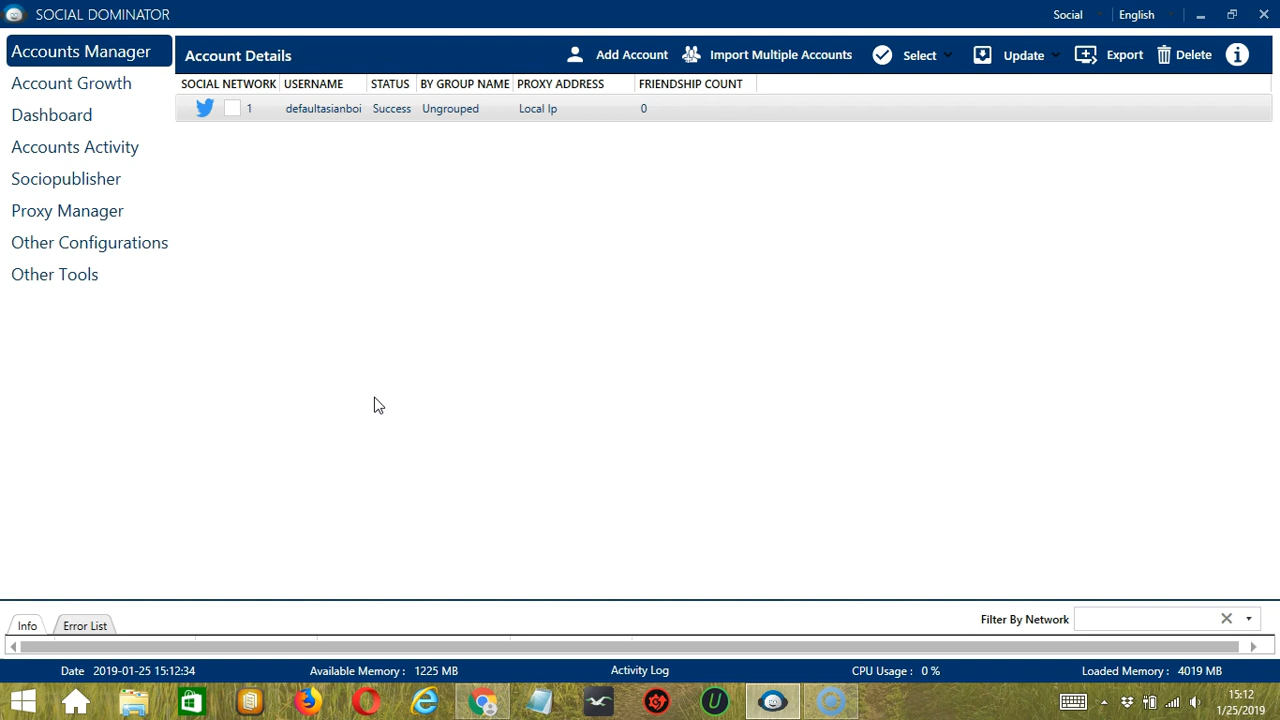 SOCIAL DOMINATOR
Social
English
Accounts Manager
Account Growth
Dashboard
Accounts Activity
Sociopublisher
Proxy Manager
Other Configurations
Other Tools
Account Details
Add Account
Import Multiple Accounts
Select
Update
Export
Delete
SOCIAL NETWORK USERNAME STATUS BY GROUP NAME PROXY ADDRESS FRIENDSHIP COUNT
1 defaultasianboi Success Ungrouped Local Ip 0
Info
Error List
Filter By Network
Date 2019-01-25 15:12:34 Available Memory : 1225 MB Activity Log CPU Usage : 0 % Loaded Memory : 4019 MB
15:12
1/25/2019